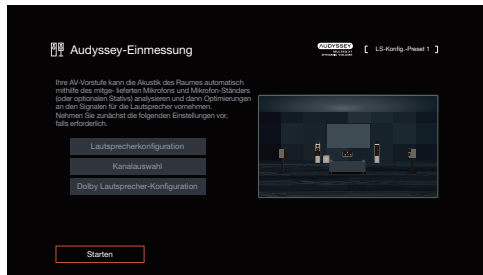 Audyssey-Einmessung
AUDYSSEY
LS-Konfig.-Preset 1
Ihre AV-Vorstufe kann die Akustik des Raumes automatisch
mithilfe des mitge- lieferten Mikrofons und Mikrofon-Ständers
(oder optionalen Stativs) analysieren und dann Optimierungen
an den Signalen für die Lautsprecher vornehmen.
Nehmen Sie zunächst die folgenden Einstellungen vor,
falls erforderlich.
Lautsprecherkonfiguration
Kanalauswahl
Dolby Lautsprecher-Konfiguration
Starten